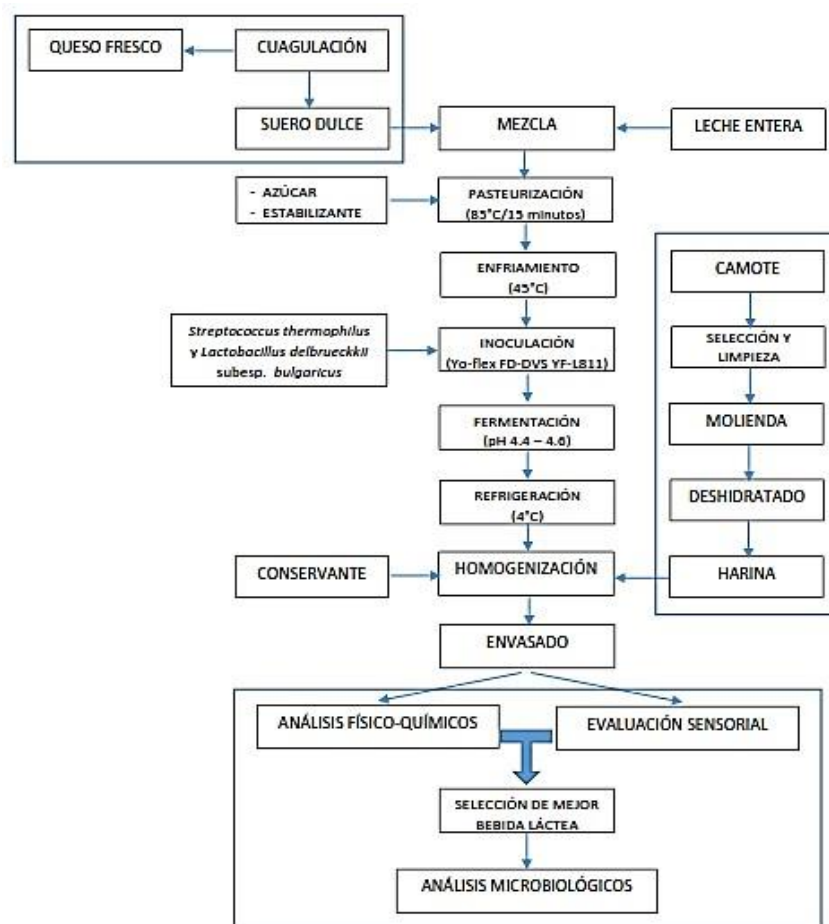 QUESO FRESCO
CUAGULACIÓN
SUERO DULCE
MEZCLA
LECHE ENTERA
- AZÚCAR
- ESTABILIZANTE
PASTEURIZACIÓN
(85°C/15 minutos)
ENFRIAMIENTO
(45°C)
CAMOTE
Streptococcus thermophilus
y Lactobacillus delbrueckkii
subesp. bulgaricus
INOCULACIÓN
(Yo-flex FD-DVS YF-L811)
SELECCIÓN Y
LIMPIEZA
FERMENTACIÓN
(pH 4.4 – 4.6)
MOLIENDA
REFRIGERACIÓN
(4°C)
DESHIDRATADO
CONSERVANTE
HOMOGENIZACIÓN
HARINA
ENVASADO
ANÁLISIS FÍSICO-QUÍMICOS
EVALUACIÓN SENSORIAL
SELECCIÓN DE MEJOR
BEBIDA LÁCTEA
ANÁLISIS MICROBIOLÓGICOS